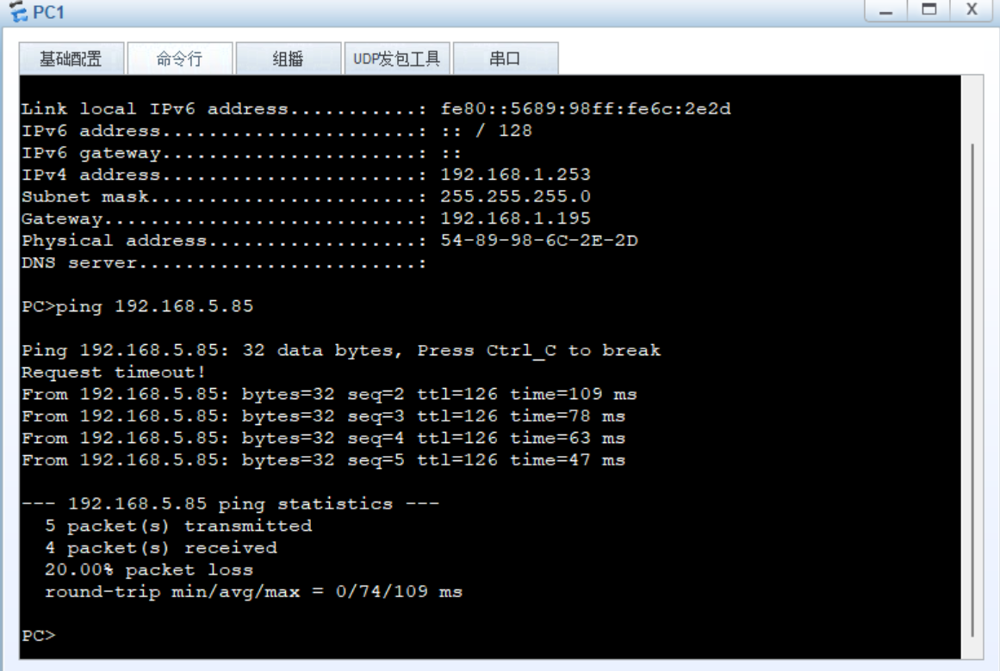 PC1
基础配置 命令行 组播 UDP发包工具 串口
Link local IPv6 address...........: fe80::5689:98ff:fe6c:2e2d
IPv6 address......................: :: / 128
IPv6 gateway......................: ::
IPv4 address......................: 192.168.1.253
Subnet mask.......................: 255.255.255.0
Gateway...........................: 192.168.1.195
Physical address..................: 54-89-98-6C-2E-2D
DNS server........................:
PC>ping 192.168.5.85
Ping 192.168.5.85: 32 data bytes, Press Ctrl_C to break
Request timeout!
From 192.168.5.85: bytes=32 seq=2 ttl=126 time=109 ms
From 192.168.5.85: bytes=32 seq=3 ttl=126 time=78 ms
From 192.168.5.85: bytes=32 seq=4 ttl=126 time=63 ms
From 192.168.5.85: bytes=32 seq=5 ttl=126 time=47 ms
--- 192.168.5.85 ping statistics ---
5 packet(s) transmitted
4 packet(s) received
20.00% packet loss
round-trip min/avg/max = 0/74/109 ms
PC>